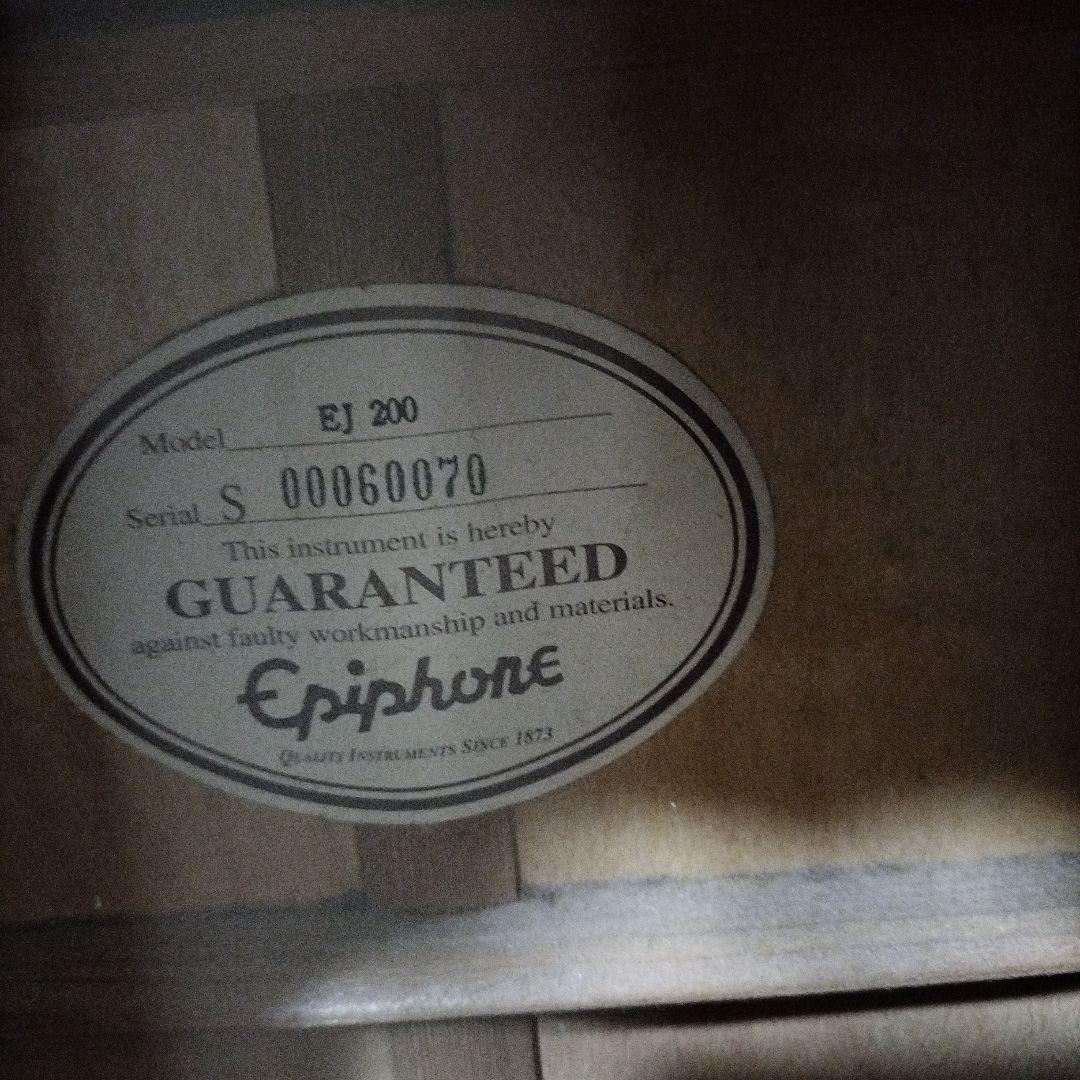 Model EJ 200
Serial S 00060070
This instrument is hereby
GUARANTEED
against faulty workmanship and materials.
Epiphone
QUALITY INSTRUMENTS SINCE 1873